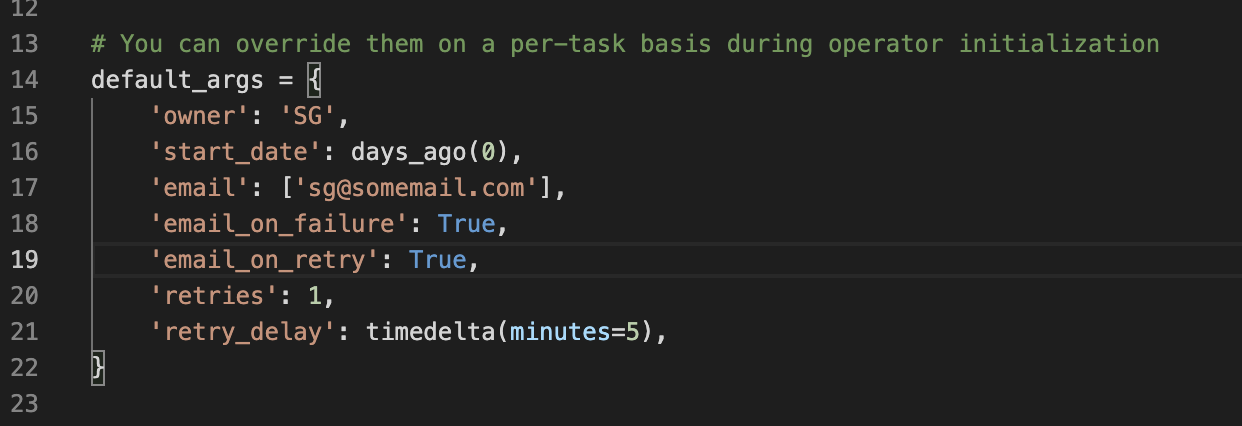 12
13 # You can override them on a per-task basis during operator initialization
14 default_args = {
15     'owner': 'SG',
16     'start_date': days_ago(0),
17     'email': ['sg@somemail.com'],
18     'email_on_failure': True,
19     'email_on_retry': True,
20     'retries': 1,
21     'retry_delay': timedelta(minutes=5),
22 }
23